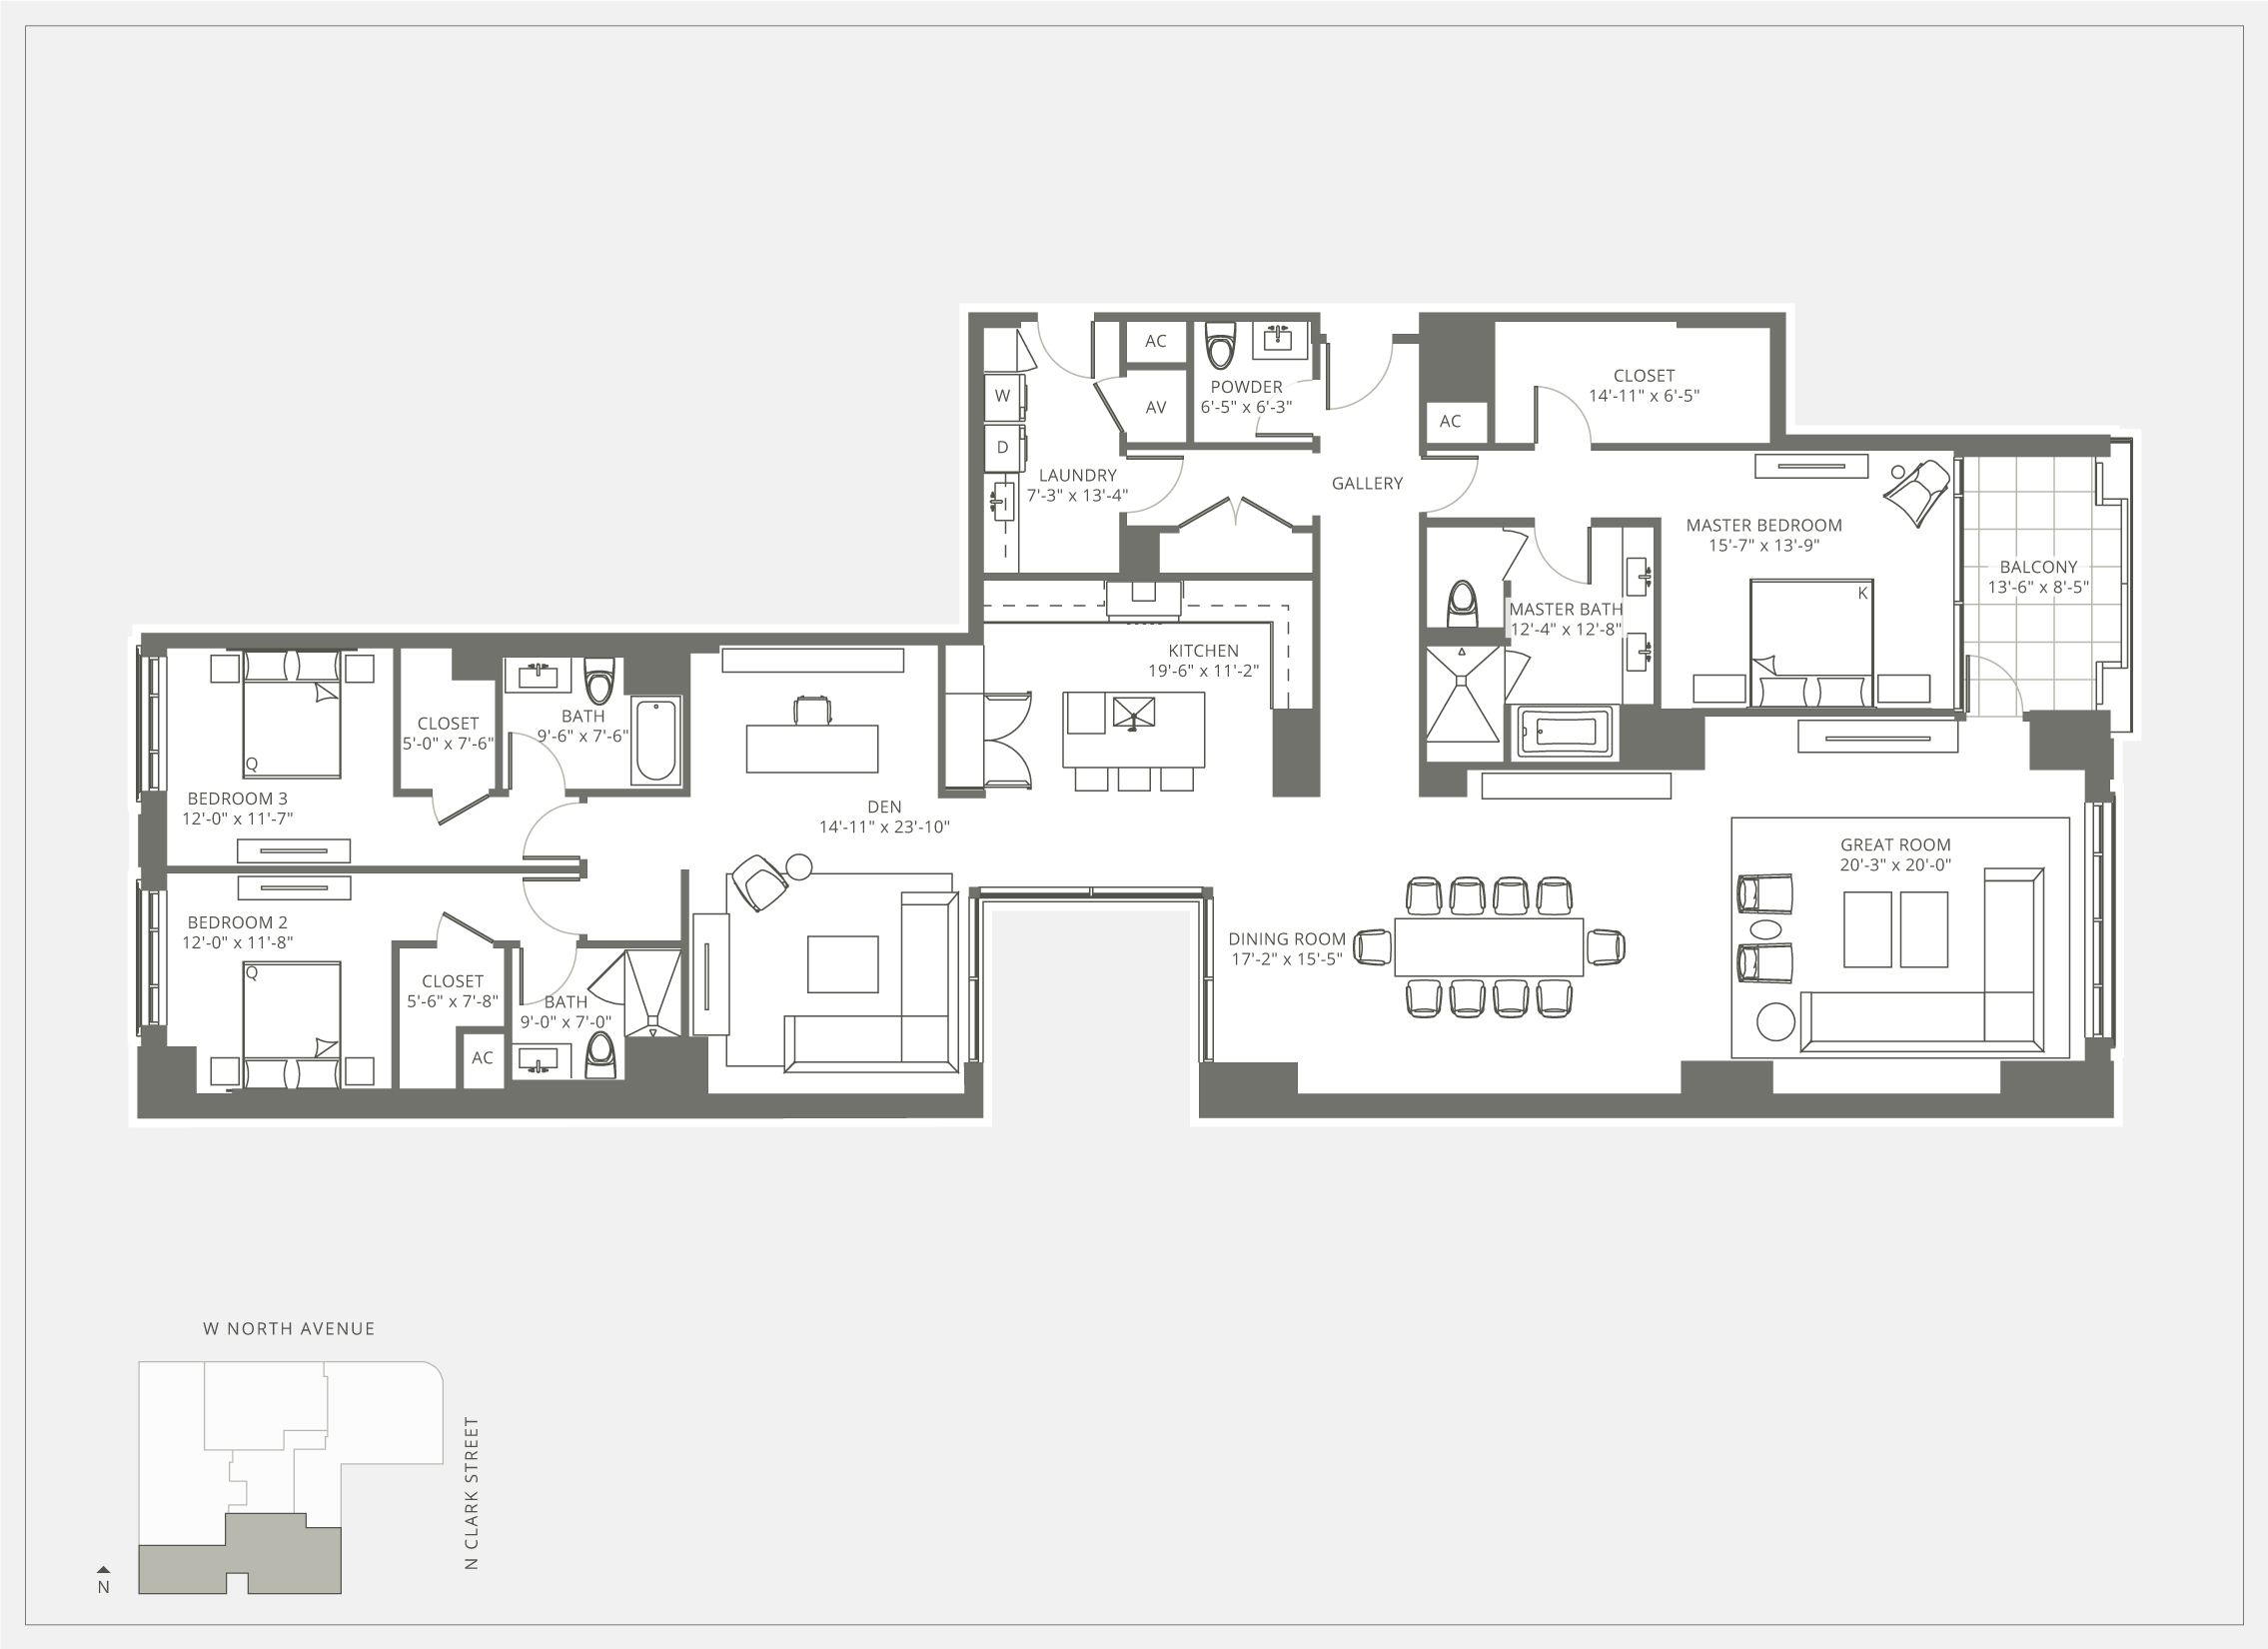 AC
W
AV
POWDER
6'-5" x 6'-3"
CLOSET
14'-11" x 6'-5"
AC
D
LAUNDRY
7'-3" x 13'-4"
GALLERY
MASTER BEDROOM
15'-7" x 13'-9"
K
BALCONY
13'-6" x 8'-5"
MASTER BATH
12'-4" x 12'-8"
KITCHEN
19'-6" x 11'-2"
CLOSET
5'-0" x 7'-6"
BATH
9'-6" x 7'-6"
Q
BEDROOM 3
12'-0" x 11'-7"
DEN
14'-11" x 23'-10"
GREAT ROOM
20'-3" x 20'-0"
BEDROOM 2
12'-0" x 11'-8"
Q
DINING ROOM
17'-2" x 15'-5"
CLOSET
5'-6" x 7'-8"
BATH
9'-0" x 7'-0"
AC
W NORTH AVENUE
N CLARK STREET
N